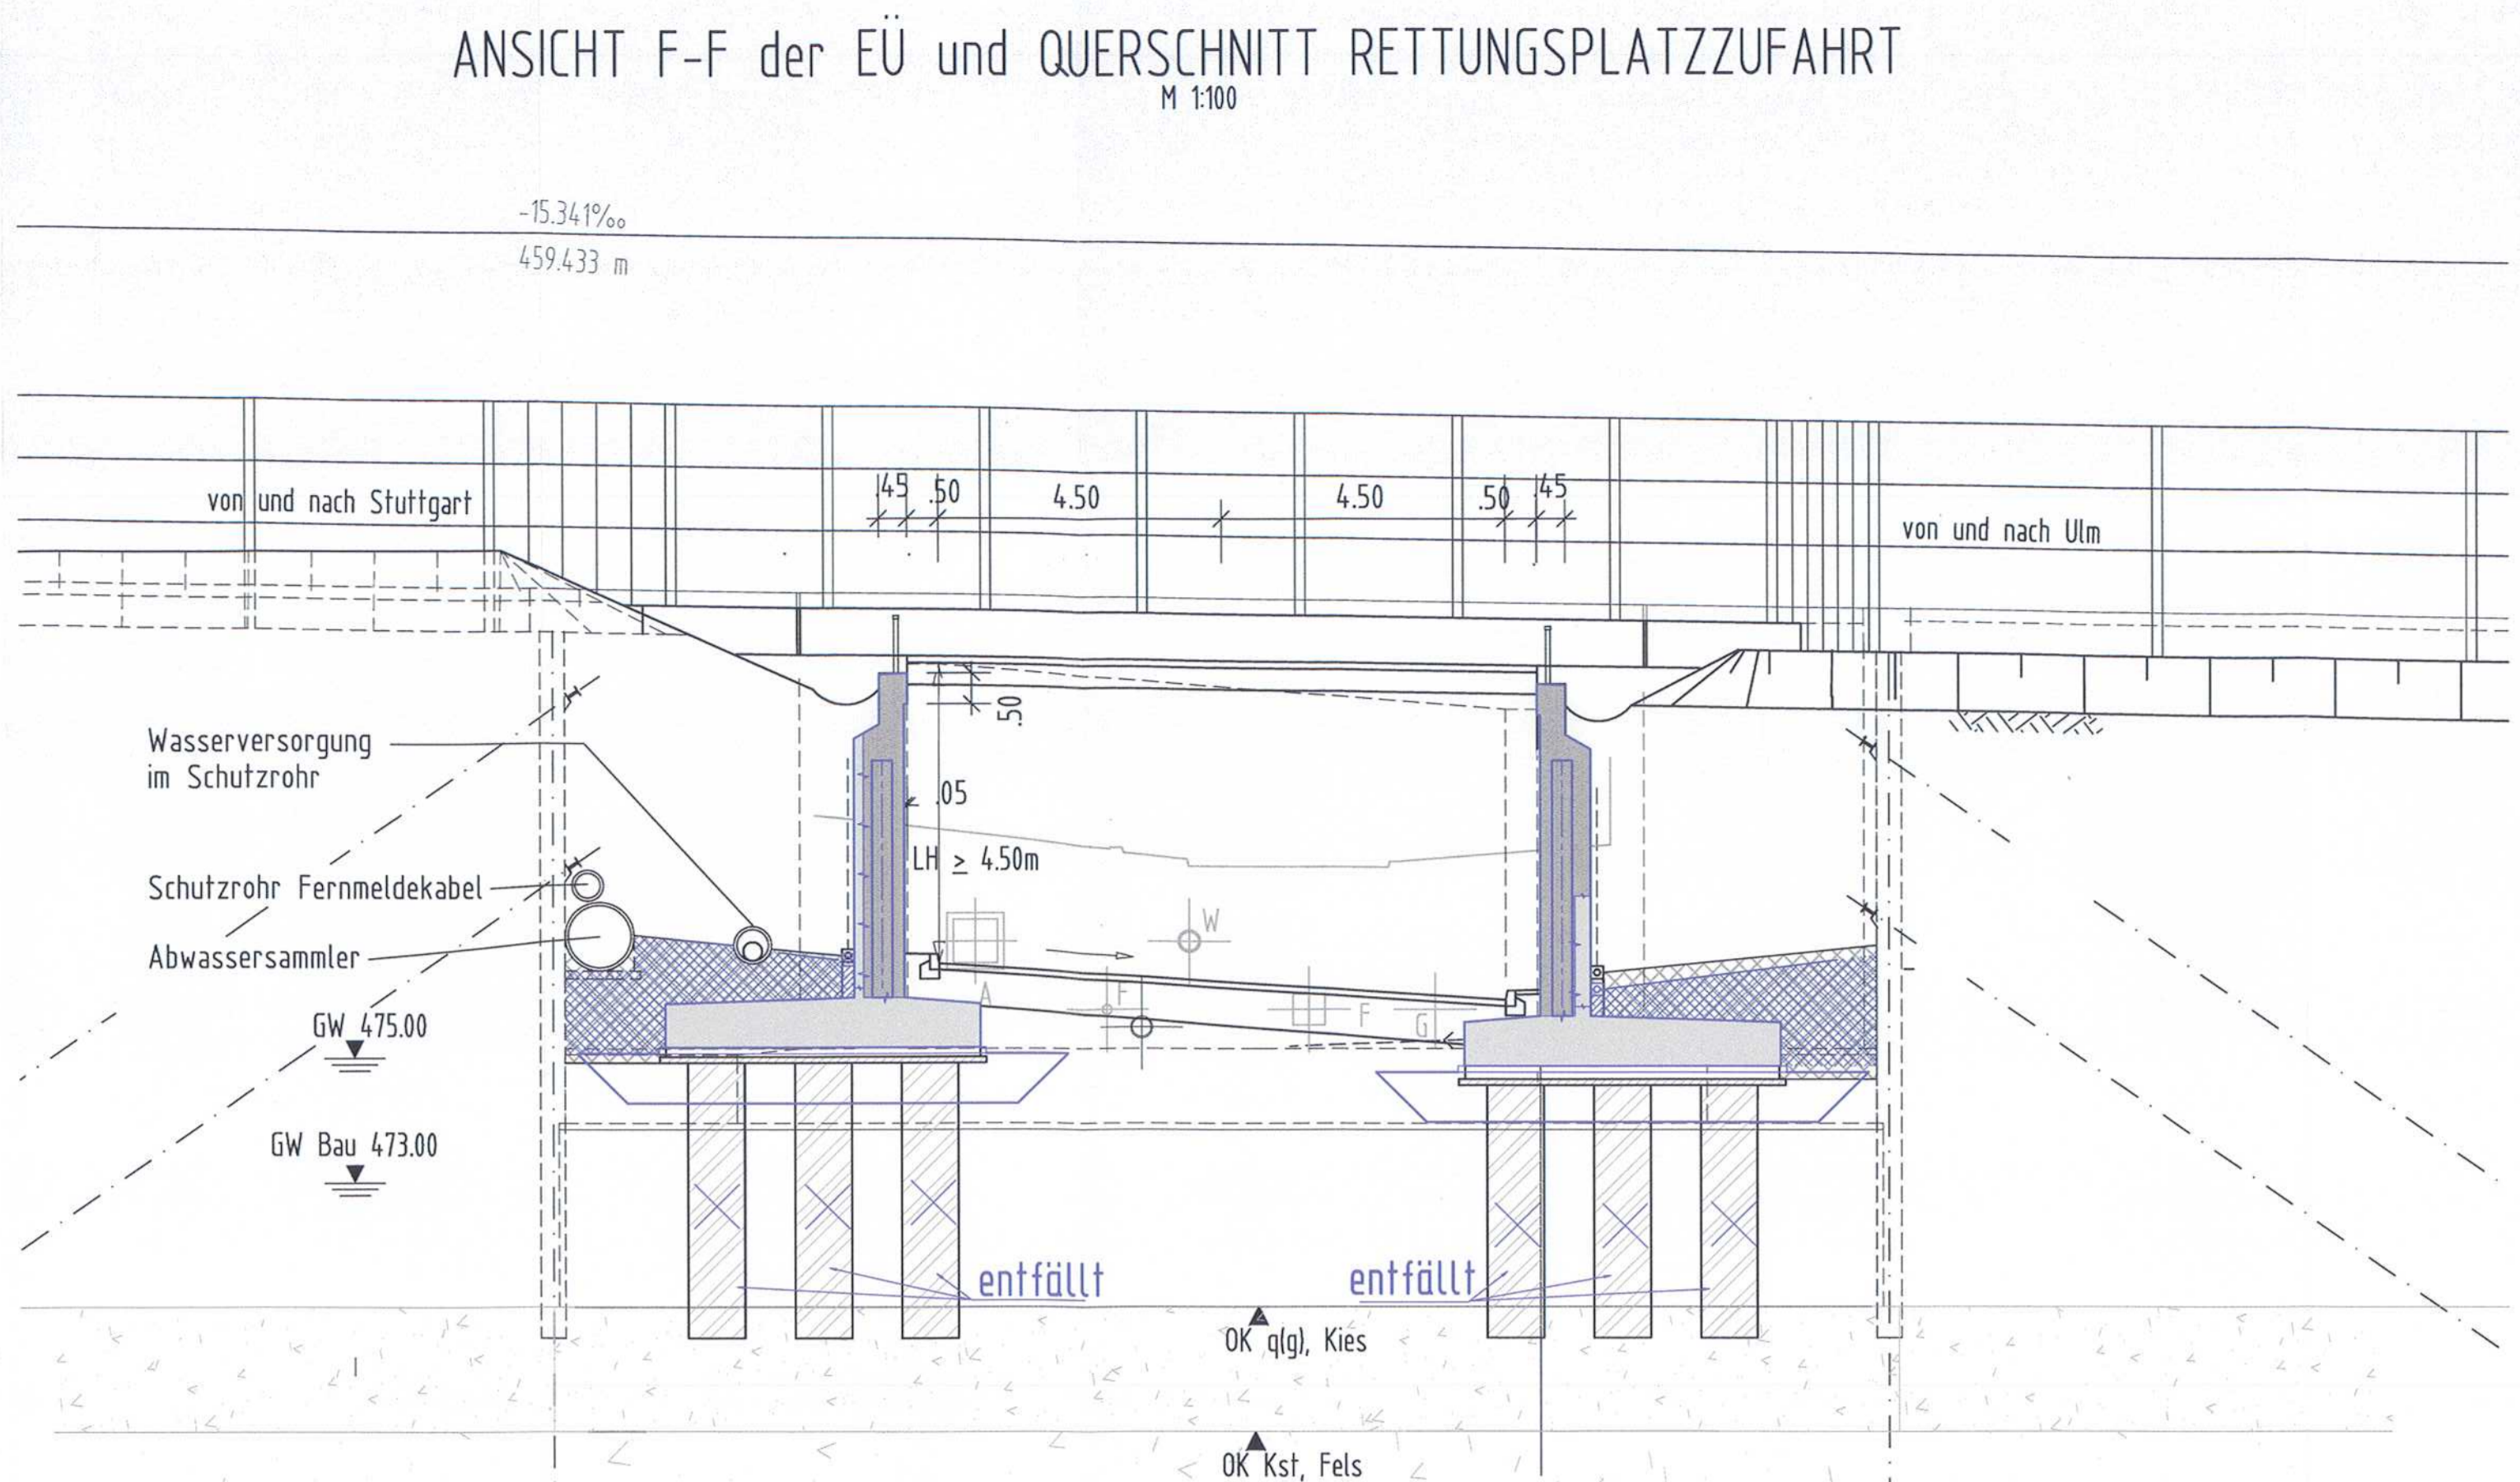 ANSICHT F-F der EÜ und QUERSCHNITT RETTUNGSPLATZZUFAHRT
M 1:100
-15.341‰
459.433 m
von und nach Stuttgart
.45 .50 4.50 4.50 .50 .45
von und nach Ulm
.50
Wasserversorgung
im Schutzrohr
.05
LH ≥ 4.50m
Schutzrohr Fernmeldekabel
W
Abwassersammler
A F F G
GW 475.00
GW Bau 473.00
entfällt entfällt
OK q(g), Kies
OK Kst, Fels